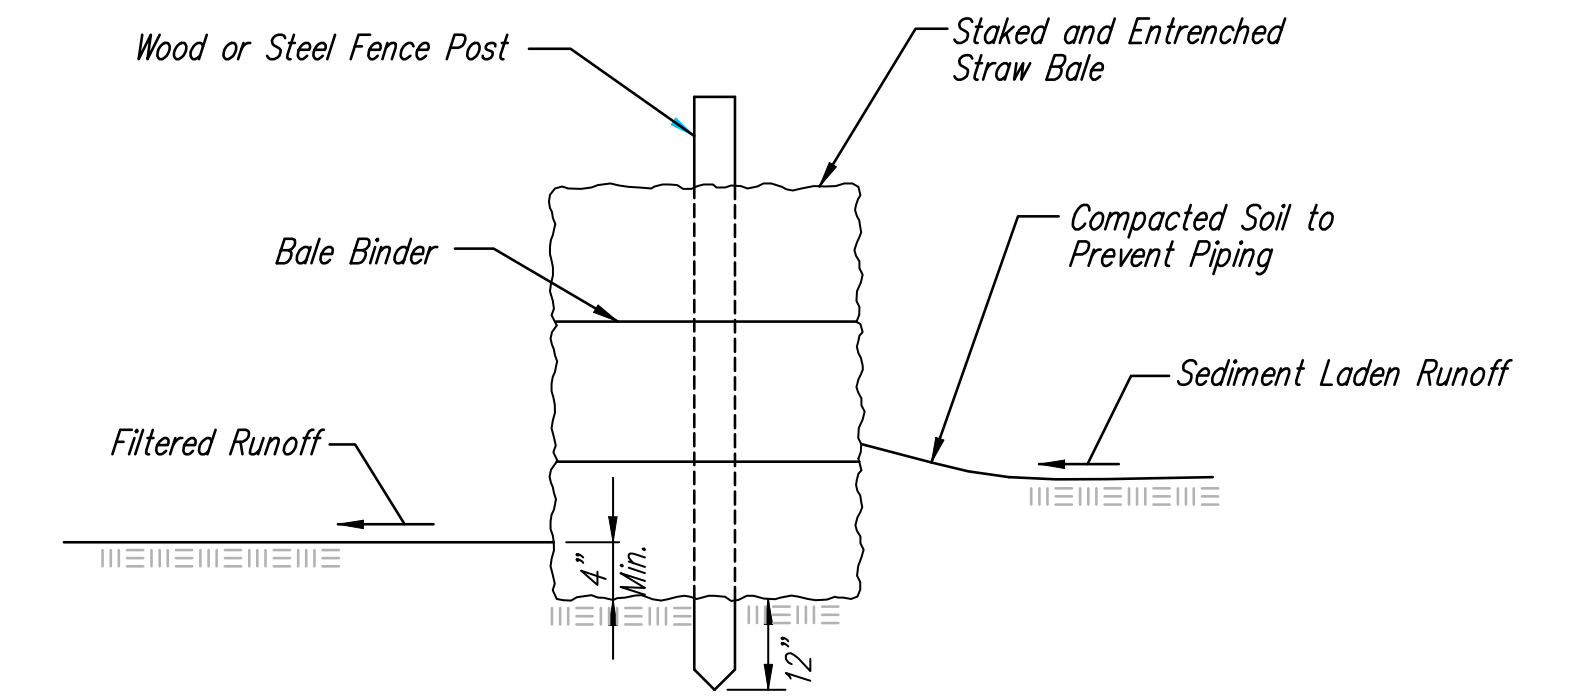 Wood or Steel Fence Post
Staked and Entrenched
Straw Bale
Bale Binder
Compacted Soil to
Prevent Piping
Sediment Laden Runoff
Filtered Runoff
4"
Min.
12"